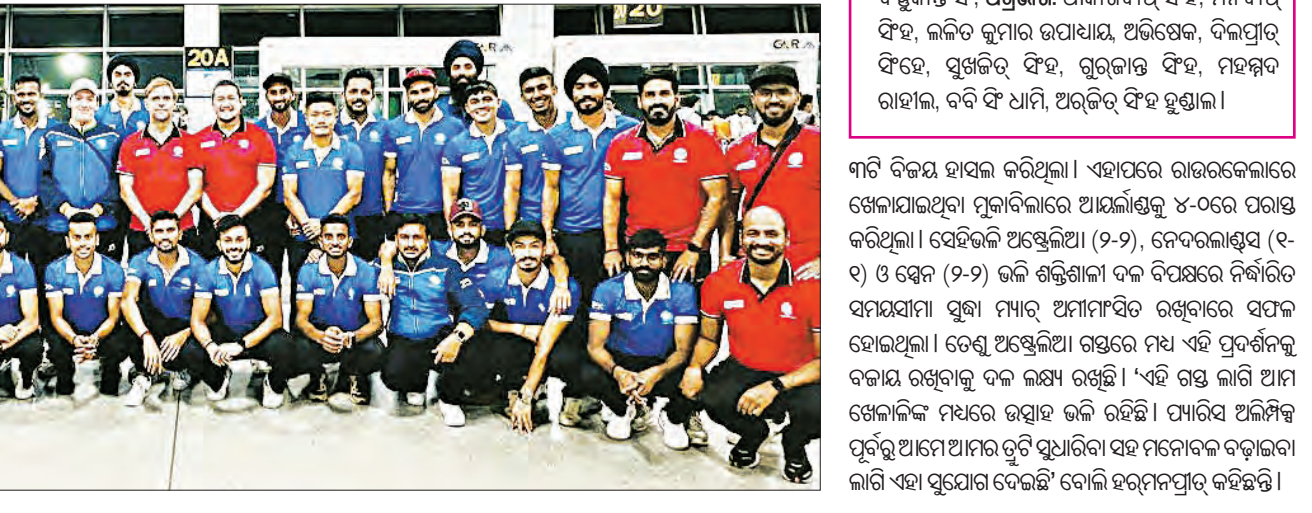 20A
20
ସିଂହ, ଲଳିତ କୁମାର ଉପାଧ୍ୟାୟ, ଅଭିଷେକ, ଦିଲପ୍ରୀତ୍
ସିଂହେ, ସୁଖଜିତ୍ ସିଂହ, ଗୁର୍‌ଜାନ୍ତ ସିଂହ, ମହମ୍ମଦ
ରାହୀଲ, ବବି ସିଂ ଧାମି, ଅର୍‌ଜିତ୍ ସିଂହ ହୁଣ୍ଡାଲ।
୩ଟି ବିଜୟ ହାସଲ କରିଥିଲା। ଏହାପରେ ରାଉରକେଲାରେ
ଖେଳାଯାଇଥିବା ମୁକାବିଲାରେ ଆୟର୍ଲାଣ୍ଡକୁ ୪-୦ରେ ପରାସ୍ତ
କରିଥିଲା। ସେହିଭଳି ଅଷ୍ଟ୍ରେଲିଆ (୨-୨), ନେଦରଲାଣ୍ଡ୍‌ସ (୧-
୧) ଓ ସ୍ପେନ (୨-୨) ଭଳି ଶକ୍ତିଶାଳୀ ଦଳ ବିପକ୍ଷରେ ନିର୍ଦ୍ଧାରିତ
ସମୟସୀମା ସୁଦ୍ଧା ମ୍ୟାଚ୍ ଅମୀମାଂସିତ ରଖିବାରେ ସଫଳ
ହୋଇଥିଲା। ତେଣୁ ଅଷ୍ଟ୍ରେଲିଆ ଗସ୍ତରେ ମଧ୍ୟ ଏହି ପ୍ରଦର୍ଶନକୁ
ବଜାୟ ରଖିବାକୁ ଦଳ ଲକ୍ଷ୍ୟ ରଖିଛି। ‘ଏହି ଗସ୍ତ ଲାଗି ଆମ
ଖେଳାଳିଙ୍କ ମଧ୍ୟରେ ଉତ୍ସାହ ଭଳି ରହିଛି। ପ୍ୟାରିସ ଅଲିମ୍ପିକ୍ସ
ପୂର୍ବରୁ ଆମେ ଆମର ତ୍ରୁଟି ସୁଧାରିବା ସହ ମନୋବଳ ବଢ଼ାଇବା
ଲାଗି ଏହା ସୁଯୋଗ ଦେଇଛି’ ବୋଲି ହର୍‌ମନପ୍ରୀତ୍ କହିଛନ୍ତି।